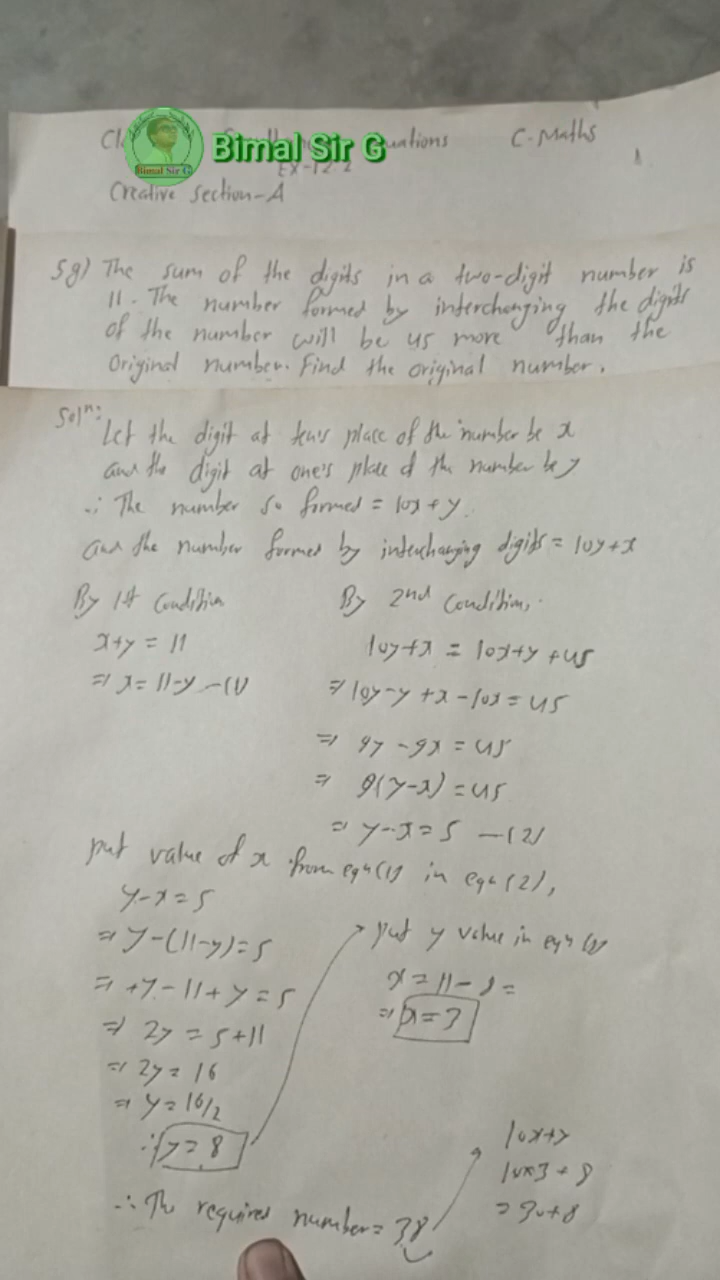 Bimal Sir G
Bimal Sir G
Equations C-Maths
Ex-12.2
Creative Section-A
5g) The sum of the digits in a two-digit number is
11. The number formed by interchanging the digits
of the number will be 45 more than the
Original number. Find the original number.
Solⁿ:
Let the digit at ten's place of the number be x
and the digit at one's place of the number be y
∴ The number so formed = 10x+y
and the number formed by interchanging digits = 10y+x
By 1st Condition
x+y = 11
⇒ x = 11-y -(1)
By 2nd Condition,
10y+x = 10x+y+45
⇒ 10y-y+x-10x = 45
⇒ 9y-9x = 45
⇒ 9(y-x) = 45
⇒ y-x = 5 -(2)
put value of x from eqn(1) in eqn(2),
y-x = 5
⇒ y-(11-y) = 5
⇒ +y-11+y = 5
⇒ 2y = 5+11
⇒ 2y = 16
⇒ y = 16/2
∴ y = 8
put y value in eqn (1)
x = 11-8 =
⇒ x = 3
∴ The required number = 38
10x+y
10×3+8
= 30+8